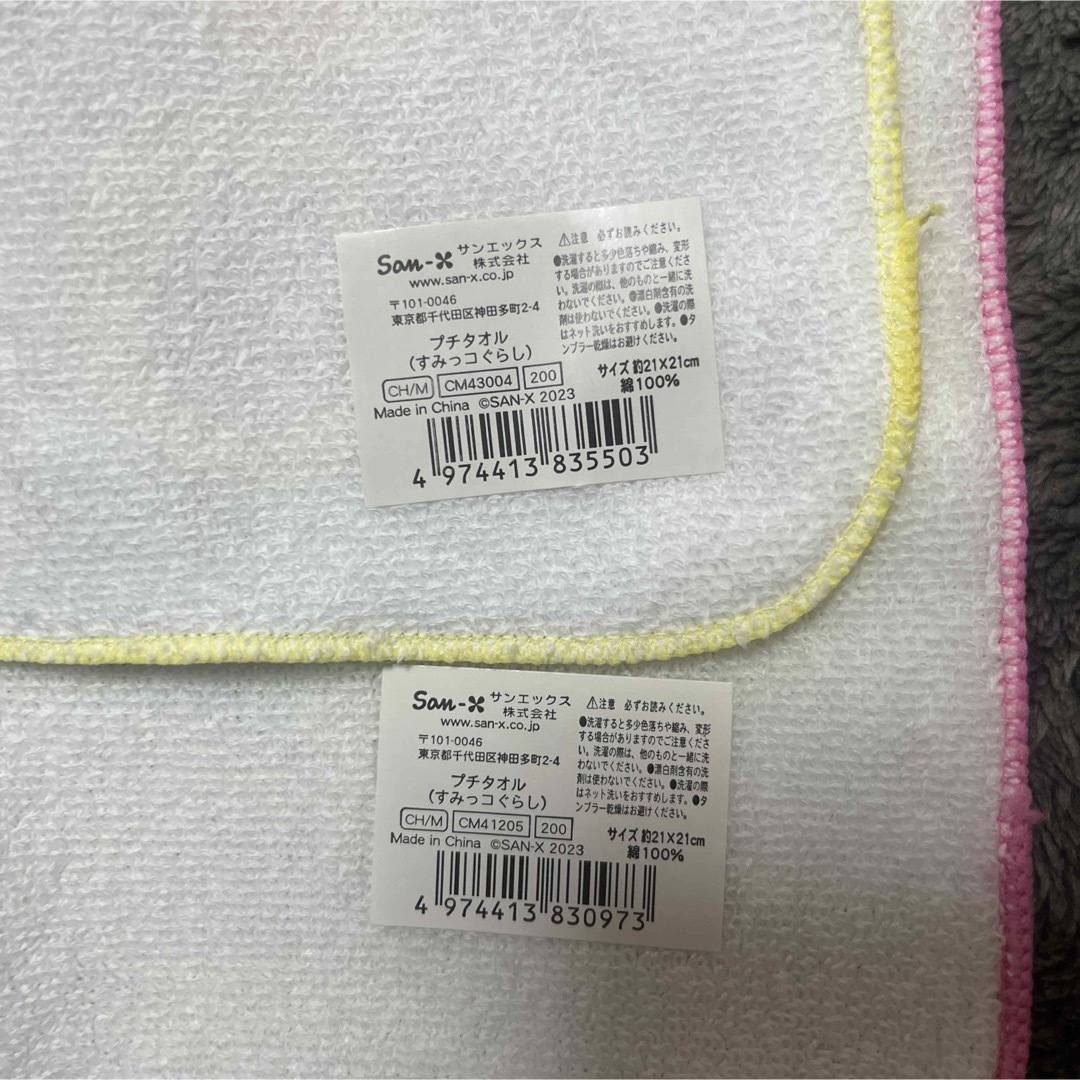 San-X サンエックス
株式会社
www.san-x.co.jp
〒101-0046
東京都千代田区神田多町2-4
プチタオル
(すみっコぐらし)
CH/M CM43004 200
Made in China ©SAN-X 2023
⚠注意 必ずお読みください。
●洗濯すると多少色落ちや縮み、変形
する場合がありますのでご注意くださ
い。洗濯の際は、他のものと一緒に洗
わないでください。●漂白剤含有の洗
剤は使わないでください。●洗濯の際
はネット洗いをおすすめします。●タ
ンブラー乾燥はお避けください。
サイズ 約21×21cm
綿100%
4 974413 835503
San-X サンエックス
株式会社
www.san-x.co.jp
〒101-0046
東京都千代田区神田多町2-4
プチタオル
(すみっコぐらし)
CH/M CM41205 200
Made in China ©SAN-X 2023
⚠注意 必ずお読みください。
●洗濯すると多少色落ちや縮み、変形
する場合がありますのでご注意くださ
い。洗濯の際は、他のものと一緒に洗
わないでください。●漂白剤含有の洗
剤は使わないでください。●洗濯の際
はネット洗いをおすすめします。●タ
ンブラー乾燥はお避けください。
サイズ 約21×21cm
綿100%
4 974413 830973